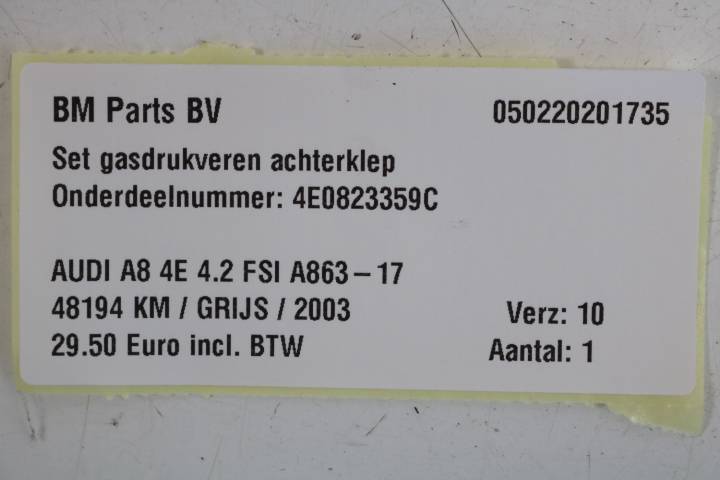 BM Parts BV 050220201735
Set gasdrukveren achterklep
Onderdeelnummer: 4E0823359C
AUDI A8 4E 4.2 FSI A863-17
48194 KM / GRIJS / 2003 Verz: 10
29.50 Euro incl. BTW Aantal: 1